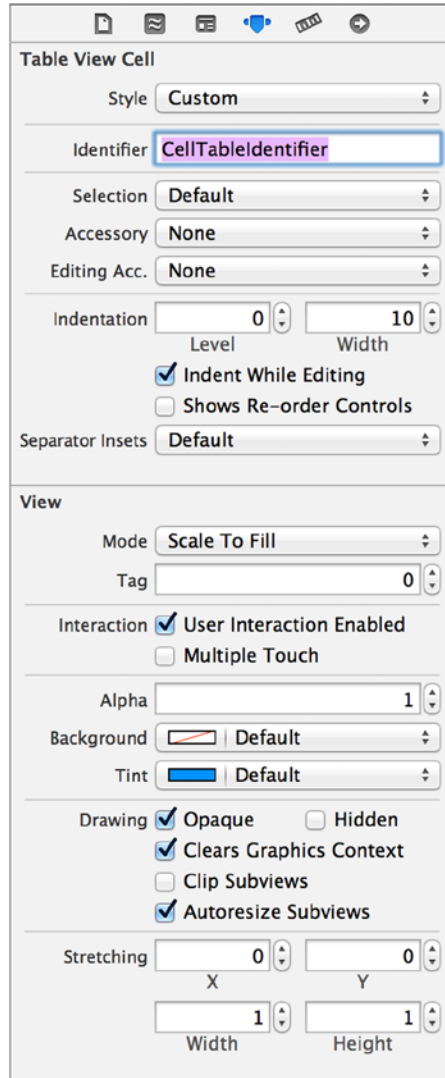 Table View Cell
Style Custom
Identifier CellTableIdentifier
Selection Default
Accessory None
Editing Acc. None
Indentation 0 10
Level Width
Indent While Editing
Shows Re-order Controls
Separator Insets Default
View
Mode Scale To Fill
Tag 0
Interaction User Interaction Enabled
Multiple Touch
Alpha 1
Background Default
Tint Default
Drawing Opaque Hidden
Clears Graphics Context
Clip Subviews
Autoresize Subviews
Stretching 0 0
X Y
1 1
Width Height